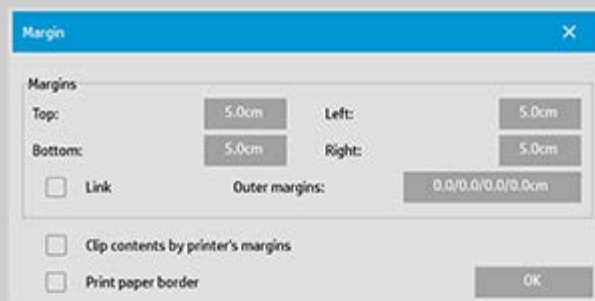 Margin
Margins
Top: 5.0cm Left: 5.0cm
Bottom: 5.0cm Right: 5.0cm
Link Outer margins: 0.0/0.0/0.0/0.0cm
Clip contents by printer's margins
Print paper border OK